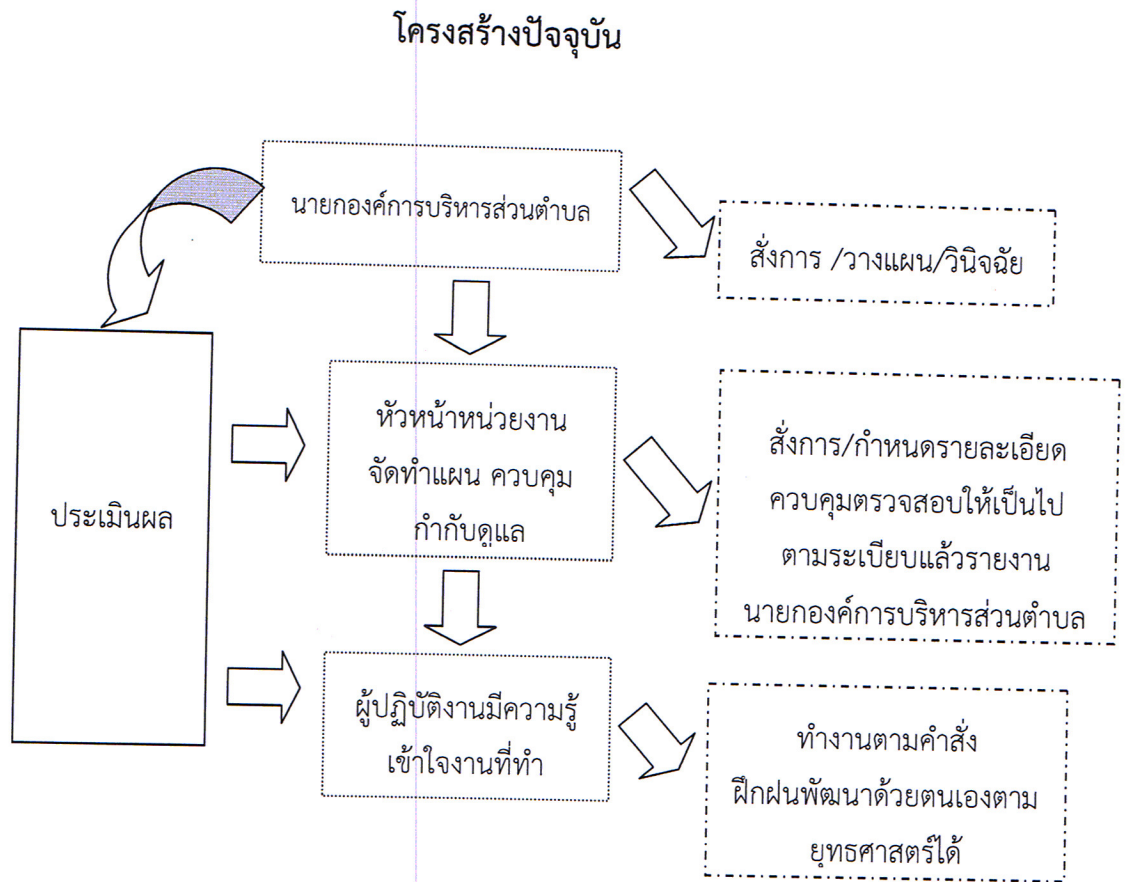 โครงสร้างปัจจุบัน
นายกองค์การบริหารส่วนตำบล
สั่งการ /วางแผน/วินิจฉัย
ประเมินผล
หัวหน้าหน่วยงาน
จัดทำแผน ควบคุม
กำกับดูแล
สั่งการ/กำหนดรายละเอียด
ควบคุมตรวจสอบให้เป็นไป
ตามระเบียบแล้วรายงาน
นายกองค์การบริหารส่วนตำบล
ผู้ปฏิบัติงานมีความรู้
เข้าใจงานที่ทำ
ทำงานตามคำสั่ง
ฝึกฝนพัฒนาด้วยตนเองตาม
ยุทธศาสตร์ได้